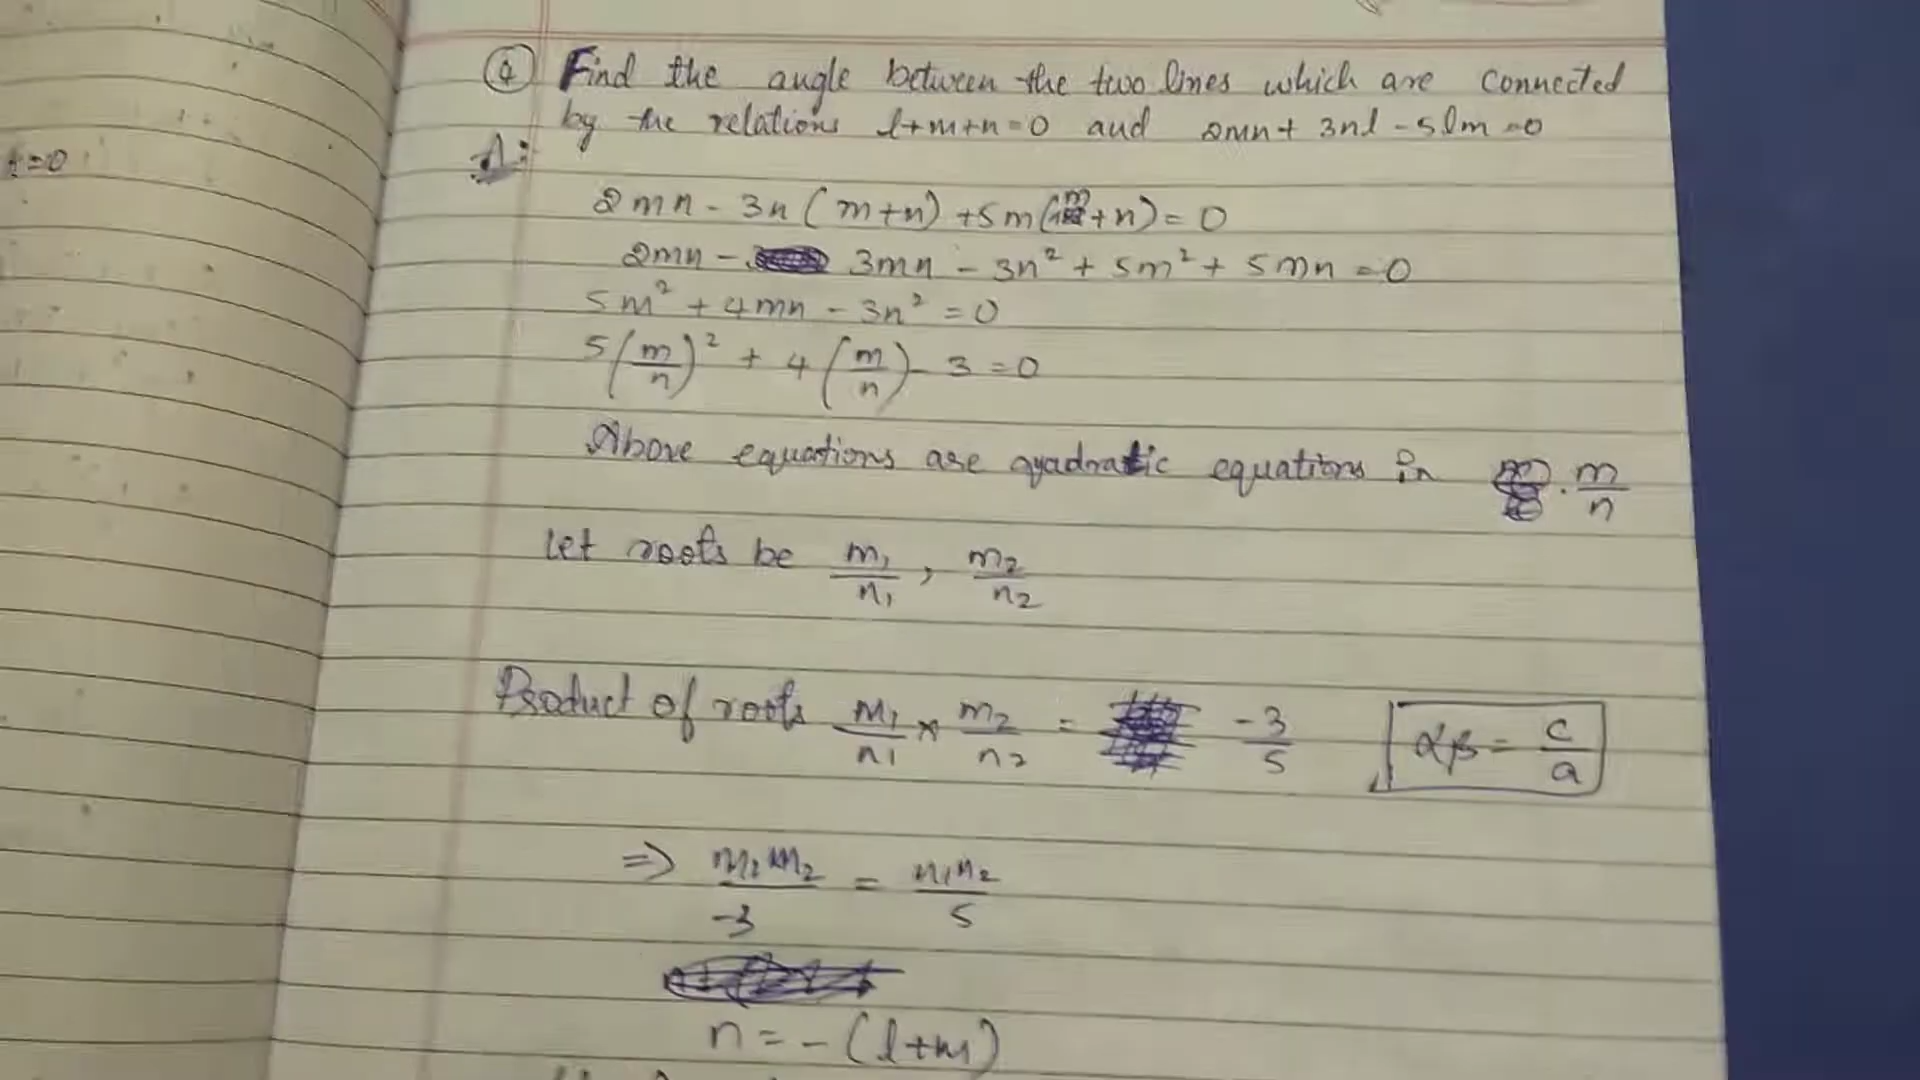 ④ Find the angle between the two lines which are connected
by the relations l+m+n=0 and 2mn+3nl-5lm=0
A:
2mn - 3n(m+n) + 5m(m+n) = 0
2mn - 3mn - 3n² + 5m² + 5mn = 0
5m² + 4mn - 3n² = 0
5(m/n)² + 4(m/n) - 3 = 0
Above equations are quadratic equations in m/n
Let roots be m₁/n₁ , m₂/n₂
Product of roots m₁/n₁ × m₂/n₂ = -3/5 αβ = c/a
⇒ m₁m₂/-3 = n₁n₂/5
n = -(l+m)
=0